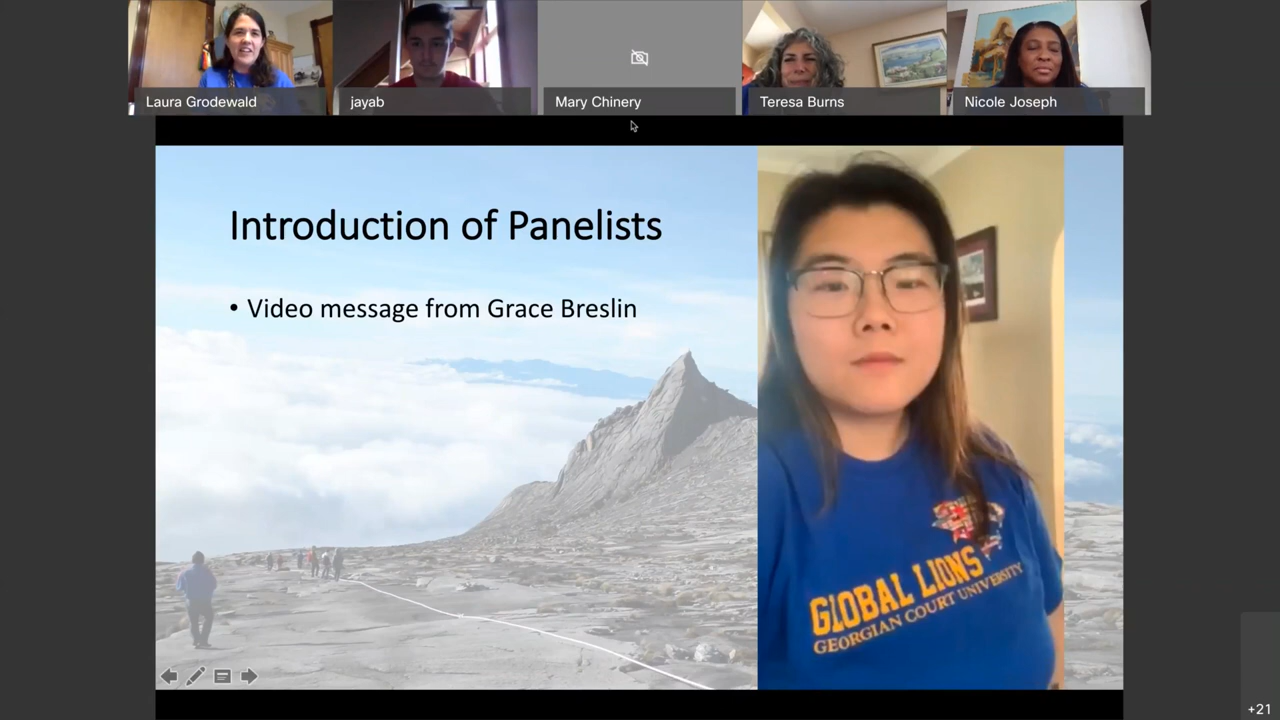 Laura Grodewald
jayab
Mary Chinery
Teresa Burns
Nicole Joseph
Introduction of Panelists
• Video message from Grace Breslin
GLOBAL LIONS
GEORGIAN COURT UNIVERSITY
+21